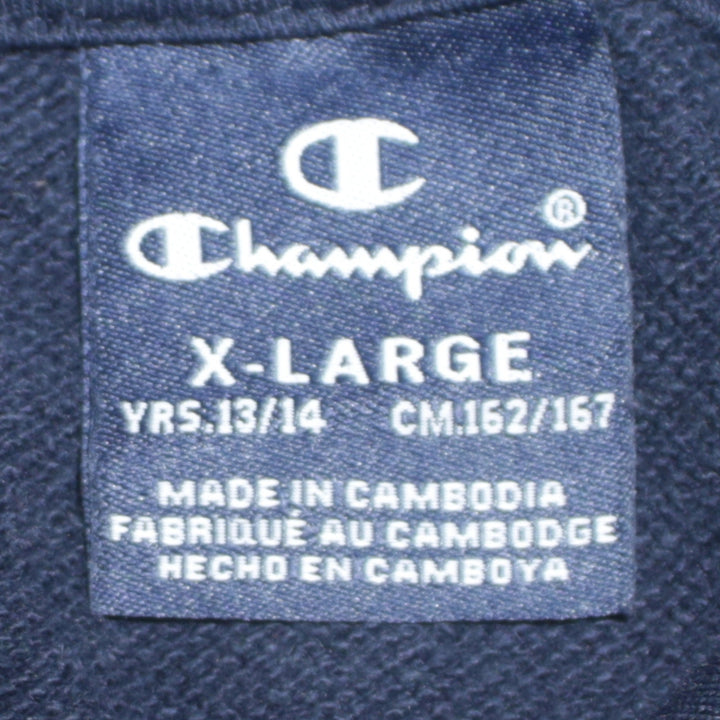 Champion®
X-LARGE
YRS.13/14 CM.162/167
MADE IN CAMBODIA
FABRIQUÉ AU CAMBODGE
HECHO EN CAMBOYA